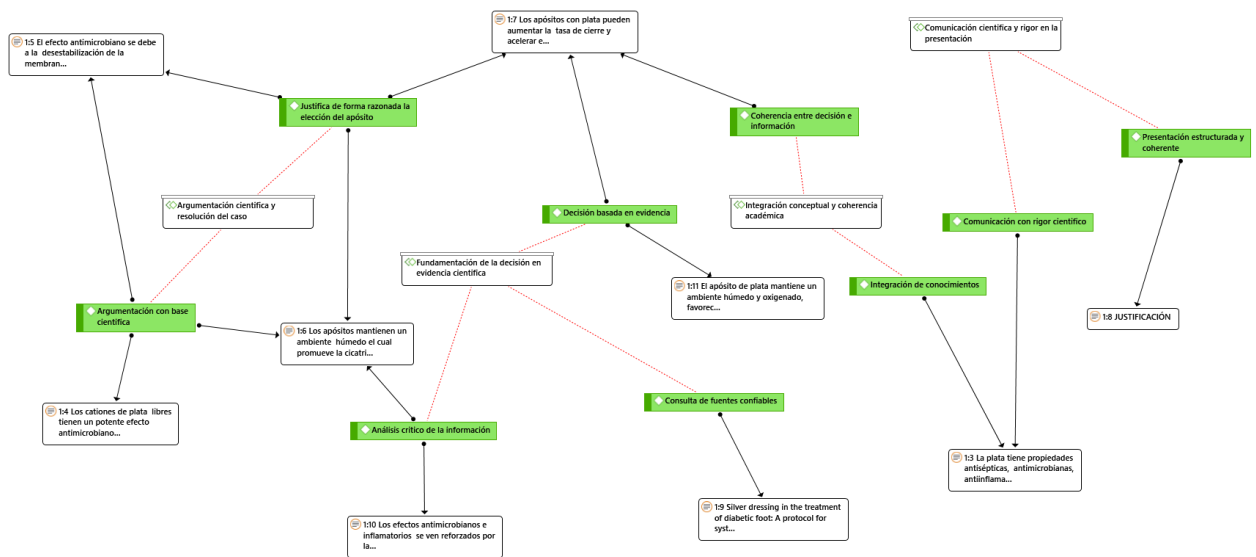 1:5 El efecto antimicrobiano se debe
a la desestabilización de la
membran...
1:7 Los apósitos con plata pueden
aumentar la tasa de cierre y
acelerar e...
Comunicación científica y rigor en la
presentación
Justifica de forma razonada la
elección del apósito
Coherencia entre decisión e
información
Presentación estructurada y
coherente
Argumentación científica y
resolución del caso
Decisión basada en evidencia
Integración conceptual y coherencia
académica
Comunicación con rigor científico
Fundamentación de la decisión en
evidencia científica
1:11 El apósito de plata mantiene un
ambiente húmedo y oxigenado,
favorec...
Integración de conocimientos
Argumentación con base
científica
1:6 Los apósitos mantienen un
ambiente húmedo el cual
promueve la cicatri...
1:8 JUSTIFICACIÓN
1:4 Los cationes de plata libres
tienen un potente efecto
antimicrobiano...
Análisis crítico de la información
Consulta de fuentes confiables
1:3 La plata tiene propiedades
antisépticas, antimicrobianas,
antiinflama...
1:10 Los efectos antimicrobianos e
inflamatorios se ven reforzados por
la...
1:9 Silver dressing in the treatment
of diabetic foot: A protocol for
syst...